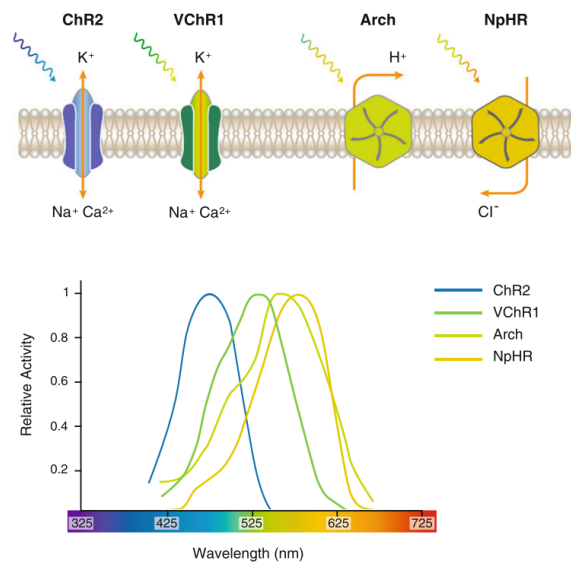 ChR2 VChR1 Arch NpHR
K⁺ K⁺ H⁺
Na⁺ Ca²⁺ Na⁺ Ca²⁺ Cl⁻
ChR2
VChR1
Arch
NpHR
Relative Activity
1
0.8
0.6
0.4
0.2
325 425 525 625 725
Wavelength (nm)